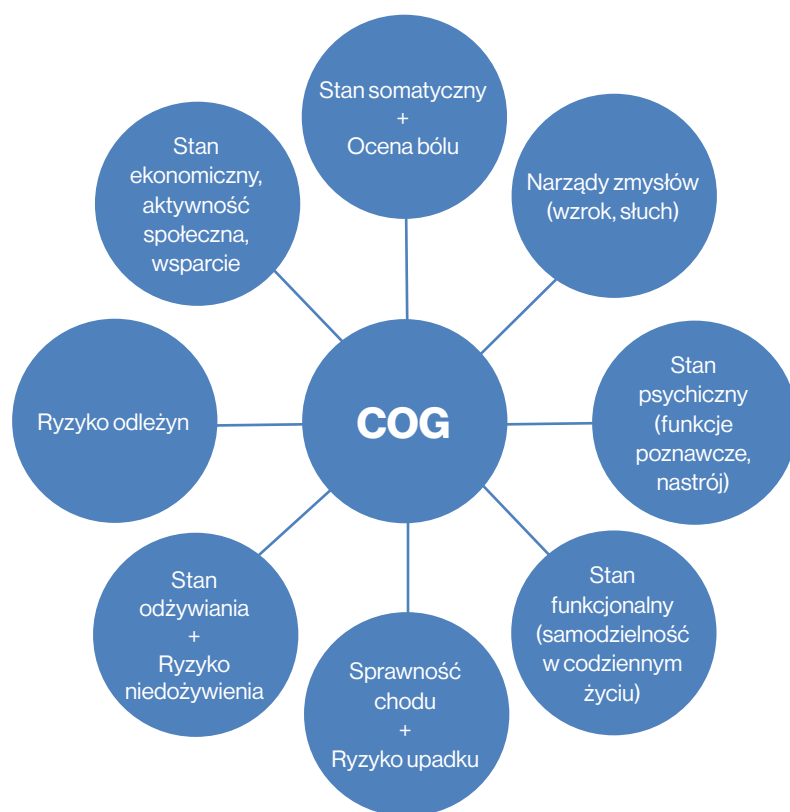 Stan somatyczny
+
Ocena bólu
Narządy zmysłów
(wzrok, słuch)
Stan
psychiczny
(funkcje
poznawcze,
nastrój)
Stan
funkcjonalny
(samodzielność
w codziennym
życiu)
Sprawność
chodu
+
Ryzyko upadku
Stan
odżywiania
+
Ryzyko
niedożywienia
Ryzyko odleżyn
Stan
ekonomiczny,
aktywność
społeczna,
wsparcie
COG